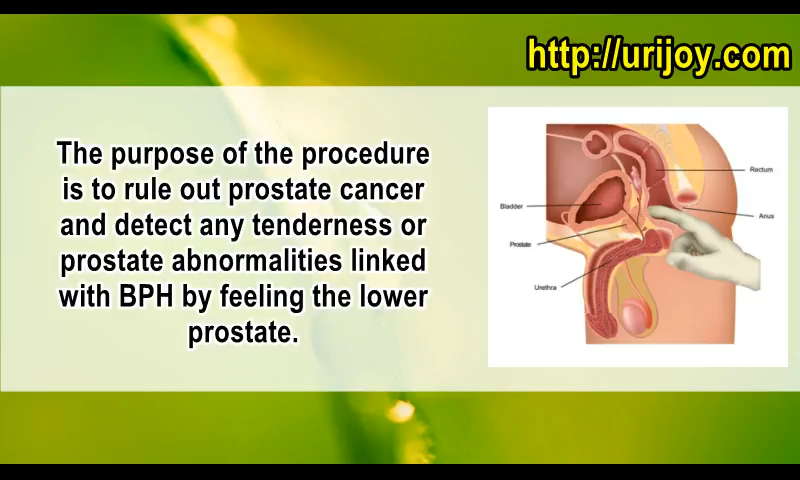 http://urijoy.com
The purpose of the procedure
is to rule out prostate cancer
and detect any tenderness or
prostate abnormalities linked
with BPH by feeling the lower
prostate.
Rectum
Bladder
Anus
Prostate
Urethra